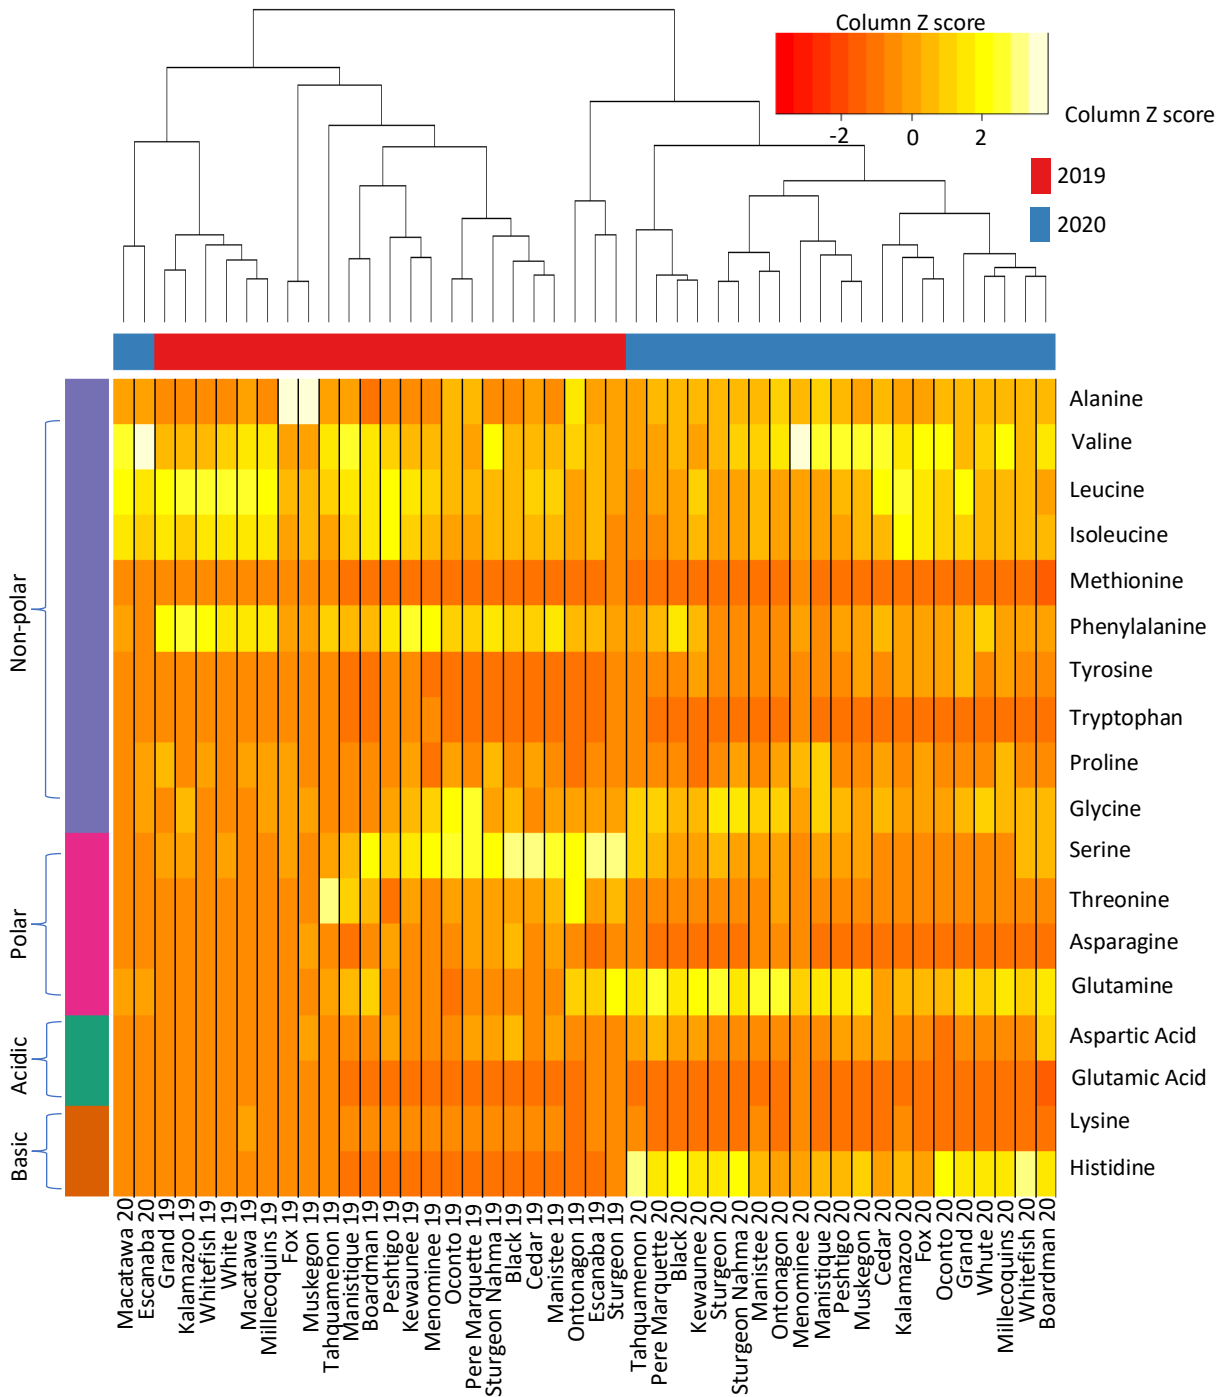 Column Z score
-2 0 2
Column Z score
2019
2020
Alanine
Valine
Leucine
Isoleucine
Methionine
Phenylalanine
Tyrosine
Tryptophan
Proline
Glycine
Serine
Threonine
Asparagine
Glutamine
Aspartic Acid
Glutamic Acid
Lysine
Histidine
Non-polar
Polar
Acidic
Basic
Macatawa 20
Escanaba 20
Grand 19
Kalamazoo 19
Whitefish 19
White 19
Macatawa 19
Millecoquins 19
Fox 19
Muskegon 19
Tahquamenon 19
Manistique 19
Boardman 19
Peshtigo 19
Kewaunee 19
Menominee 19
Oconto 19
Pere Marquette 19
Sturgeon Nahma 19
Black 19
Cedar 19
Manistee 19
Ontonagon 19
Escanaba 19
Sturgeon 19
Tahquamenon 20
Pere Marquette 20
Black 20
Kewaunee 20
Sturgeon 20
Sturgeon Nahma 20
Manistee 20
Ontonagon 20
Menominee 20
Manistique 20
Peshtigo 20
Muskegon 20
Cedar 20
Kalamazoo 20
Fox 20
Oconto 20
Grand 20
Whute 20
Millecoquins 20
Whitefish 20
Boardman 20